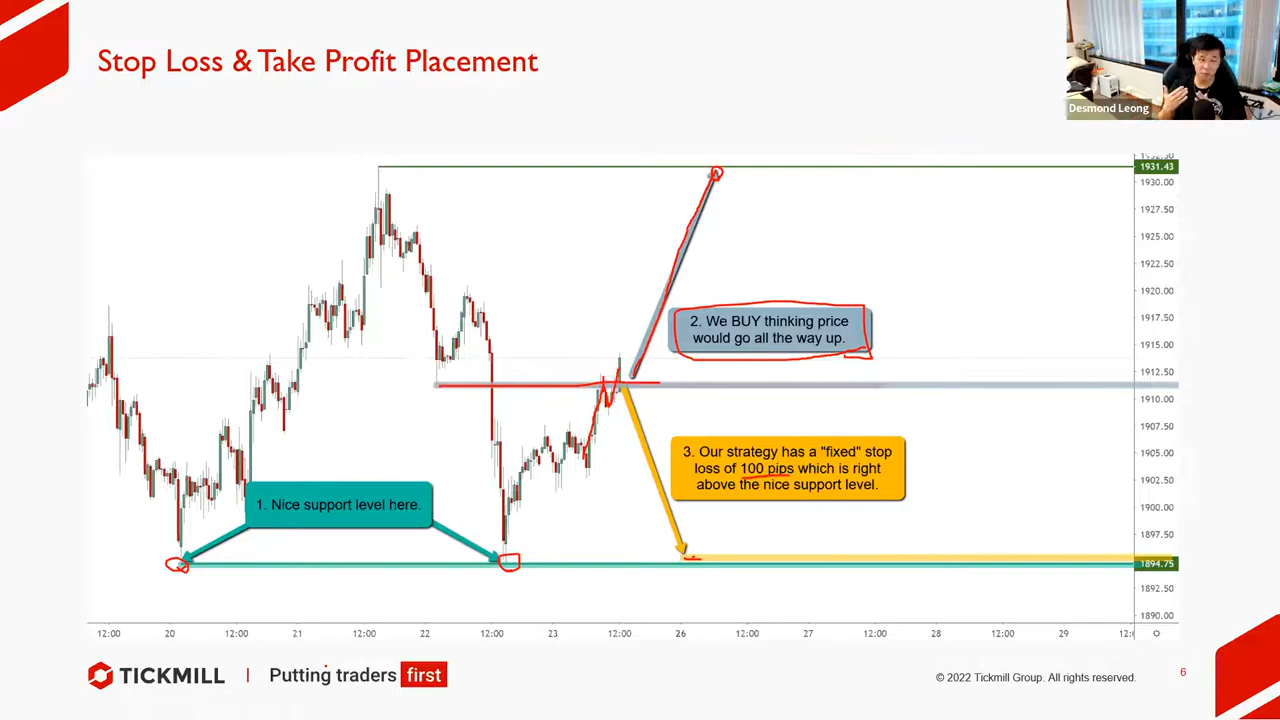 Stop Loss & Take Profit Placement
Desmond Leong
1931.43
1930.00
1927.50
1925.00
1922.50
1920.00
1917.50
1915.00
1912.50
1910.00
1907.50
1905.00
1902.50
1900.00
1897.50
1894.75
1892.50
1890.00
2. We BUY thinking price
would go all the way up.
3. Our strategy has a "fixed" stop
loss of 100 pips which is right
above the nice support level.
1. Nice support level here.
12:00 20 12:00 21 12:00 22 12:00 23 12:00 26 12:00 27 12:00 28 12:00 29
TICKMILL | Putting traders first
© 2022 Tickmill Group. All rights reserved.
6